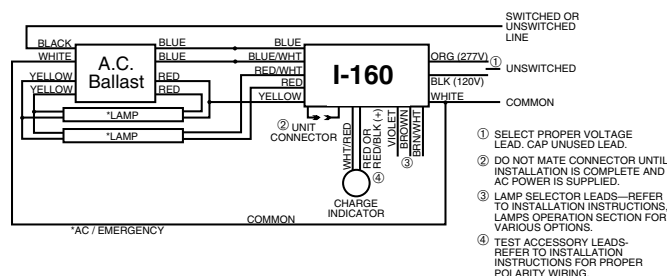 SWITCHED OR
UNSWITCHED
LINE
BLACK
BLUE
BLUE
WHITE
BLUE
BLUE/WHT
ORG (277V)
①
UNSWITCHED
A.C.
Ballast
I-160
RED/WHT
YELLOW
RED
RED
BLK (120V)
YELLOW
RED
YELLOW
WHITE
COMMON
*LAMP
*LAMP
② UNIT
CONNECTOR
WHT/RED
RED OR
RED/BLK (+)
VIOLET
BROWN
BRN/WHT
③
④
CHARGE
INDICATOR
COMMON
*AC / EMERGENCY
① SELECT PROPER VOLTAGE
LEAD. CAP UNUSED LEAD.
② DO NOT MATE CONNECTOR UNTIL
INSTALLATION IS COMPLETE AND
AC POWER IS SUPPLIED.
③ LAMP SELECTOR LEADS—REFER
TO INSTALLATION INSTRUCTIONS,
LAMPS OPERATION SECTION FOR
VARIOUS OPTIONS.
④ TEST ACCESSORY LEADS-
REFER TO INSTALLATION
INSTRUCTIONS FOR PROPER
POLARITY WIRING